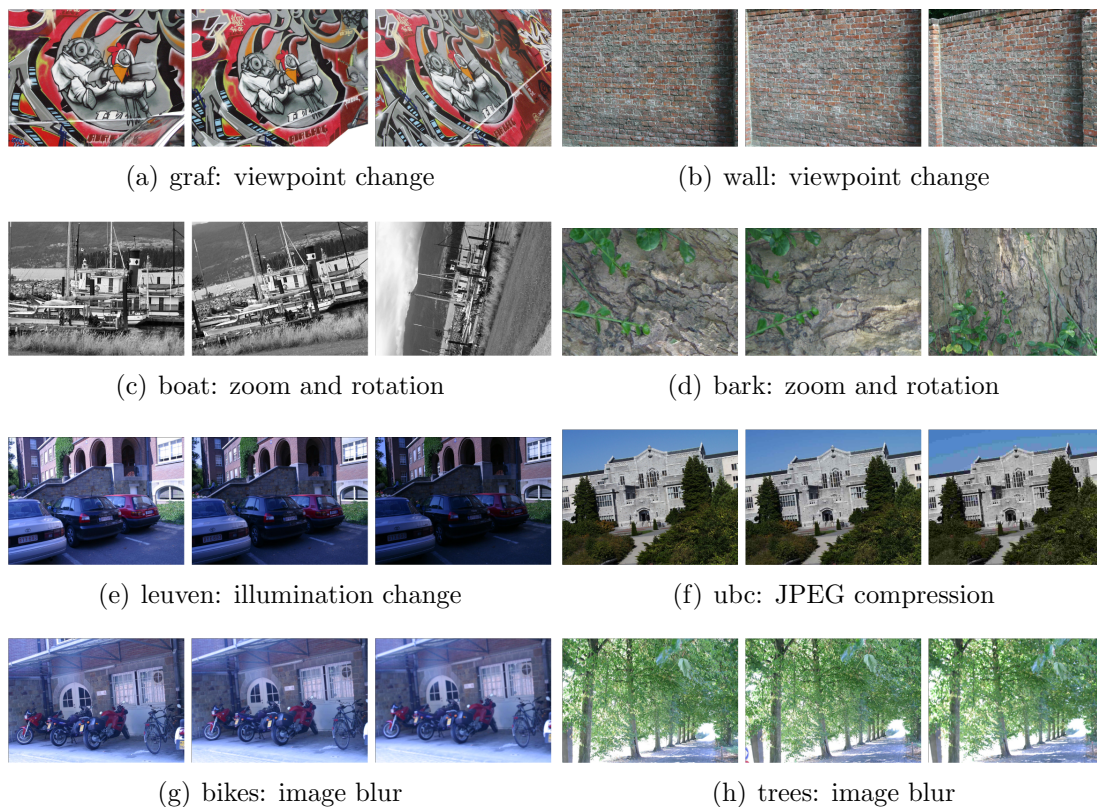 (a) graf: viewpoint change
(b) wall: viewpoint change
(c) boat: zoom and rotation
(d) bark: zoom and rotation
(e) leuven: illumination change
(f) ubc: JPEG compression
(g) bikes: image blur
(h) trees: image blur